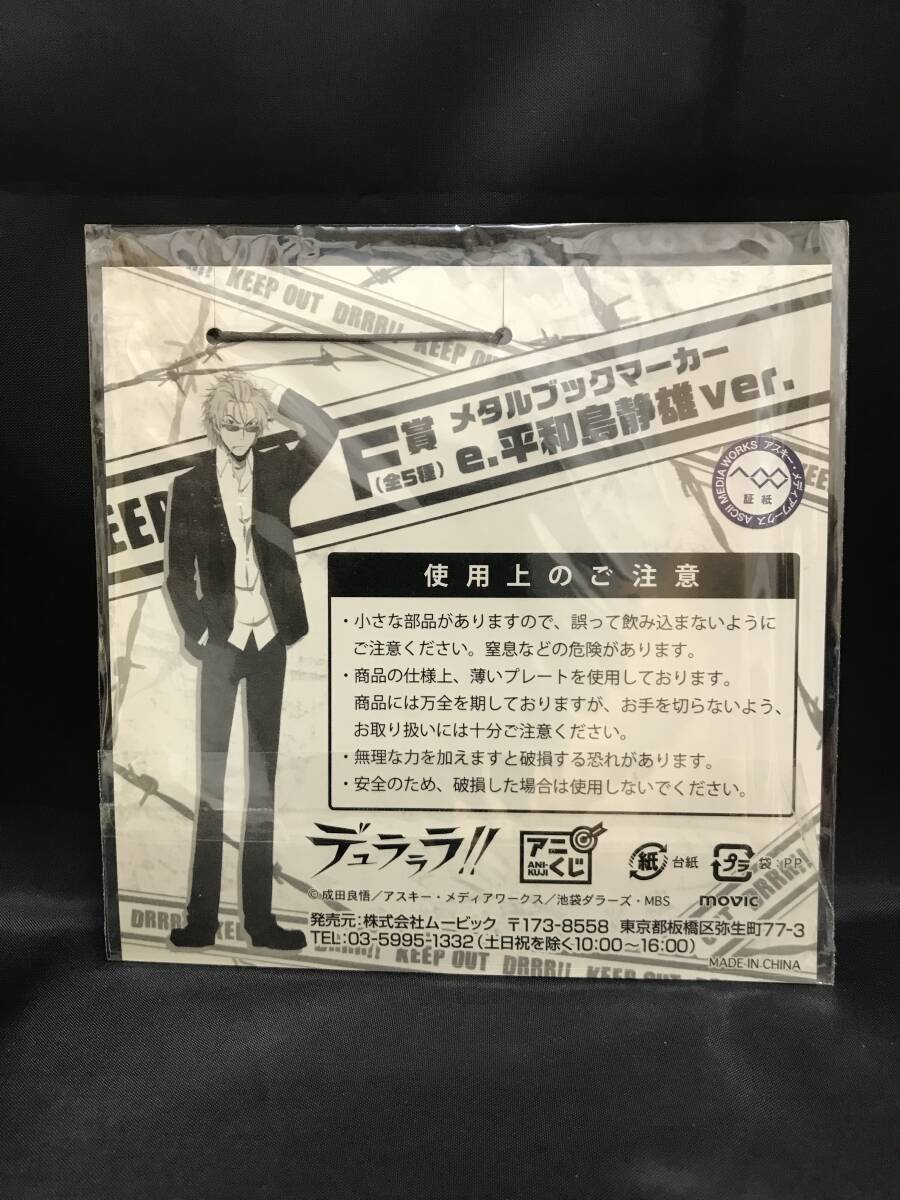 KEEP OUT DRRR!! KEEP OUT
F賞 メタルブックマーカー
(全5種) e.平和島静雄ver.
EEP
アスキー・メディアワークス ASCII MEDIA WORKS
証紙
使用上のご注意
・小さな部品がありますので、誤って飲み込まないように
ご注意ください。窒息などの危険があります。
・商品の仕様上、薄いプレートを使用しております。
商品には万全を期しておりますが、お手を切らないよう、
お取り扱いには十分ご注意ください。
・無理な力を加えますと破損する恐れがあります。
・安全のため、破損した場合は使用しないでください。
デュラララ!!
アニくじ
ANI-KUJI
紙 台紙
プラ 袋:PP
©成田良悟/アスキー・メディアワークス/池袋ダラーズ・MBS
movic
発売元:株式会社ムービック 〒173-8558 東京都板橋区弥生町77-3
TEL:03-5995-1332(土日祝を除く10:00~16:00)
DRRR!! KEEP OUT DRRR!! KEEP OUT DRRR!!
MADE IN CHINA